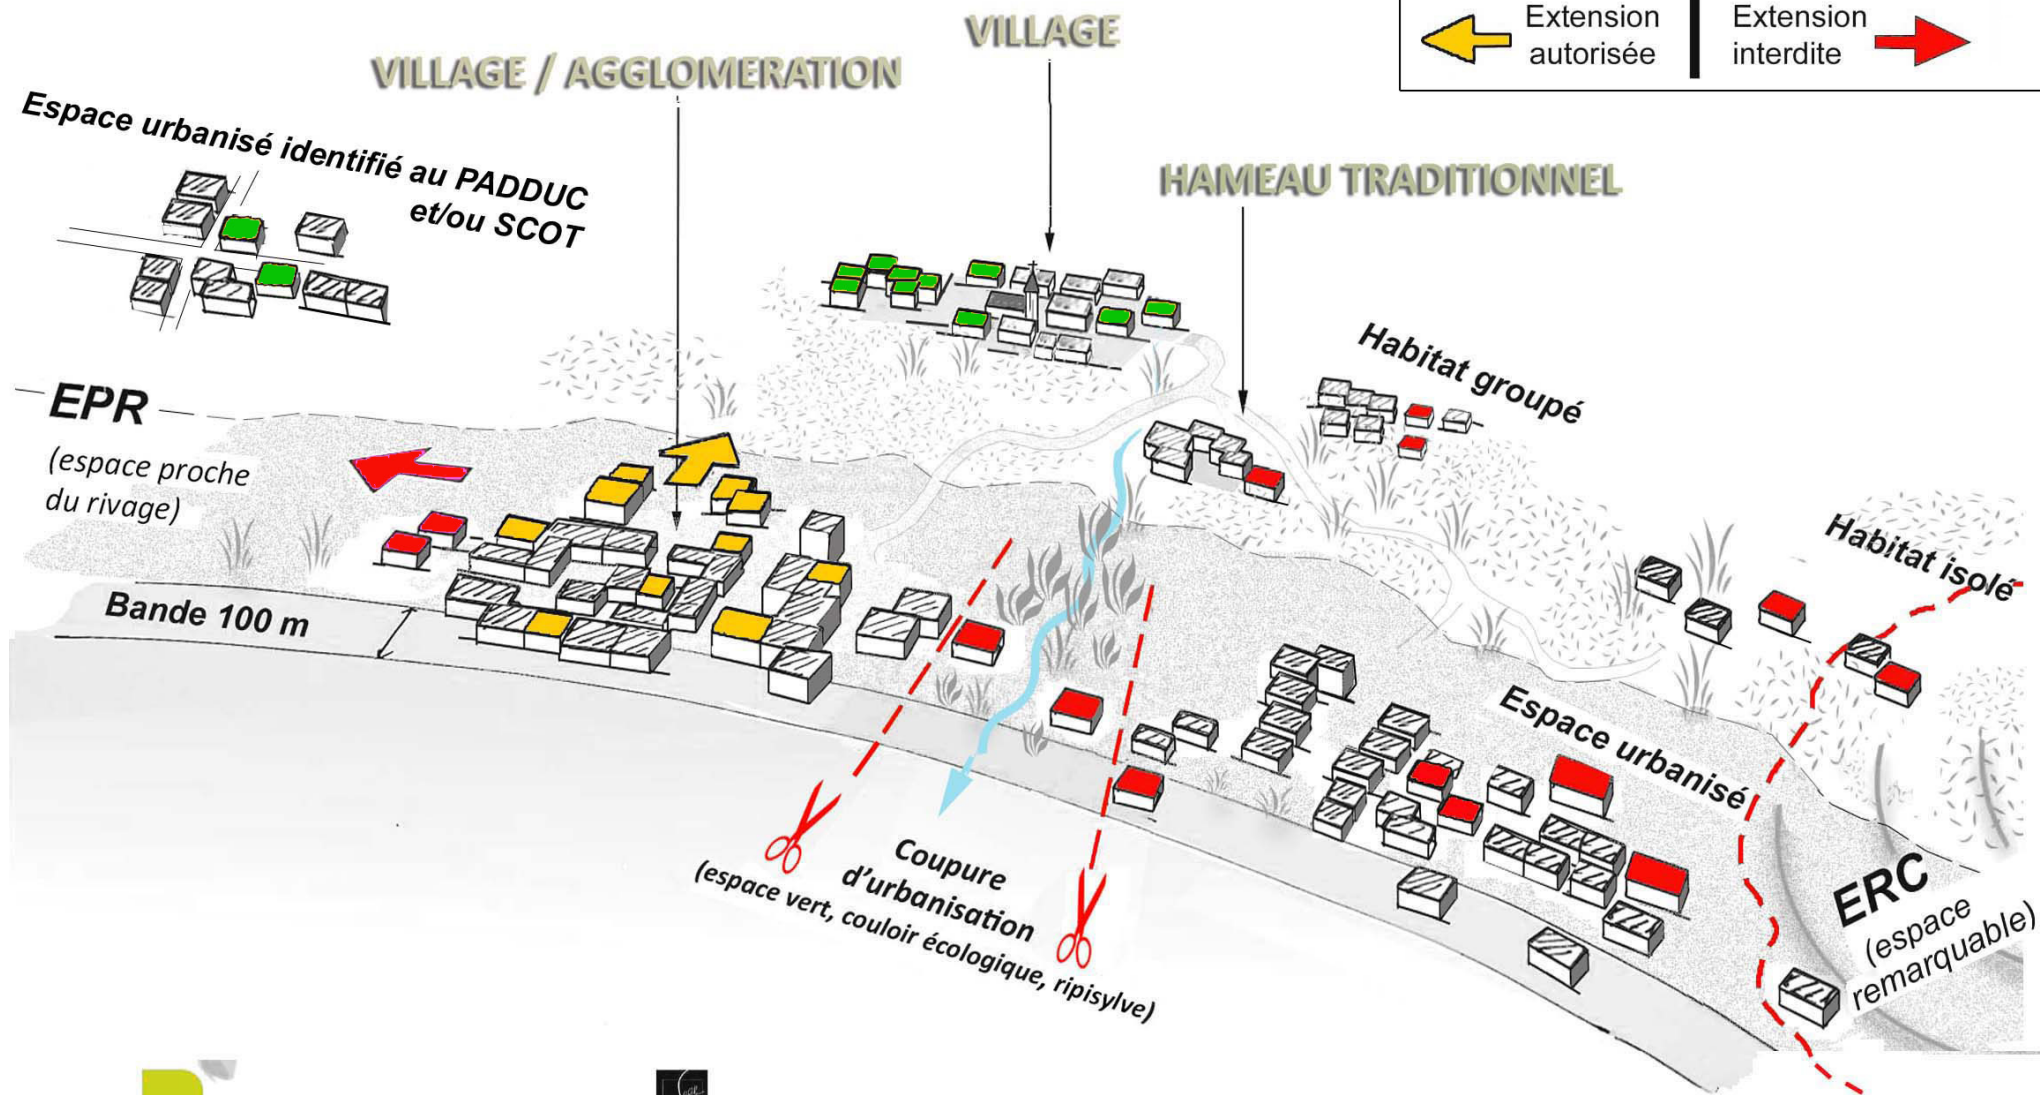 VILLAGE
Extension
autorisée
Extension
interdite
VILLAGE / AGGLOMERATION
Espace urbanisé identifié au PADDUC
et/ou SCOT
HAMEAU TRADITIONNEL
Habitat groupé
EPR
(espace proche
du rivage)
Habitat isolé
Bande 100 m
Espace urbanisé
Coupure
d'urbanisation
(espace vert, couloir écologique, ripisylve)
ERC
(espace
remarquable)